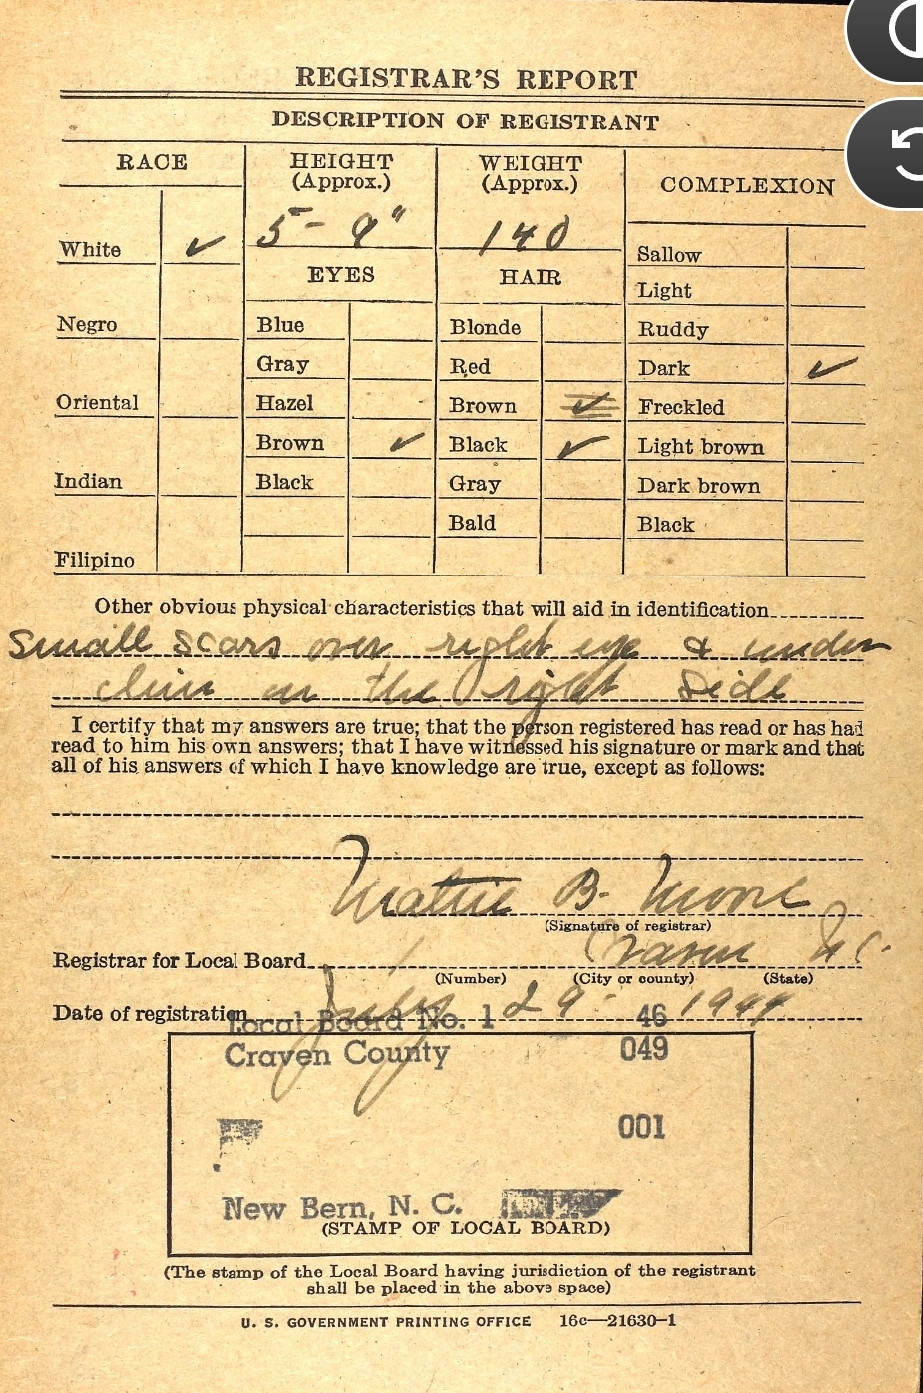 REGISTRAR'S REPORT
DESCRIPTION OF REGISTRANT
RACE
HEIGHT
(Approx.)
WEIGHT
(Approx.)
COMPLEXION
5-9"
140
White ✓
EYES
HAIR
Sallow
Light
Negro
Blue
Blonde
Ruddy
Gray
Red
Dark ✓
Oriental
Hazel
Brown ✓
Freckled
Brown ✓
Black ✓
Light brown
Indian
Black
Gray
Dark brown
Bald
Black
Filipino
Other obvious physical characteristics that will aid in identification
Small scars over right eye & under
chin on the right side
I certify that my answers are true; that the person registered has read or has had
read to him his own answers; that I have witnessed his signature or mark and that
all of his answers of which I have knowledge are true, except as follows:
Mattie B. Moore
(Signature of registrar)
Registrar for Local Board Craven N.C.
(Number) (City or county) (State)
Date of registration July 29- 1944
Local Board No. 1 46
Craven County 049
001
New Bern, N. C.
(STAMP OF LOCAL BOARD)
(The stamp of the Local Board having jurisdiction of the registrant
shall be placed in the above space)
U. S. GOVERNMENT PRINTING OFFICE 16c—21630-1